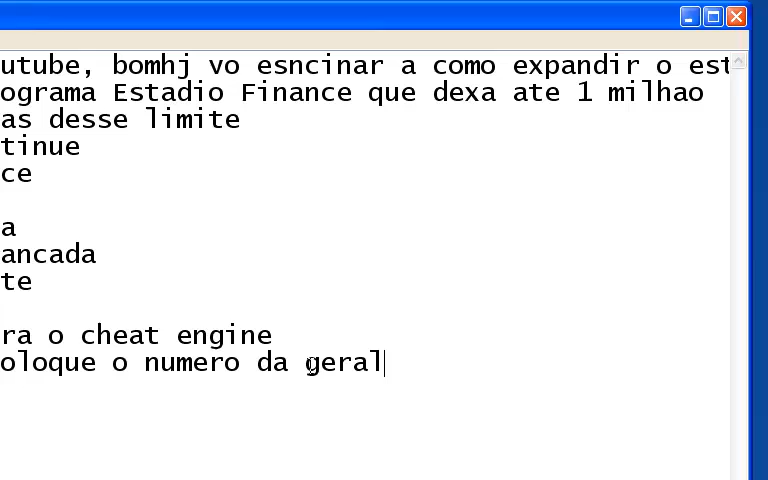 utube, bomhj vo esncinar a como expandir o est
ograma Estadio Finance que dexa ate 1 milhao
as desse limite
tinue
ce
a
ancada
te
ra o cheat engine
oloque o numero da geral